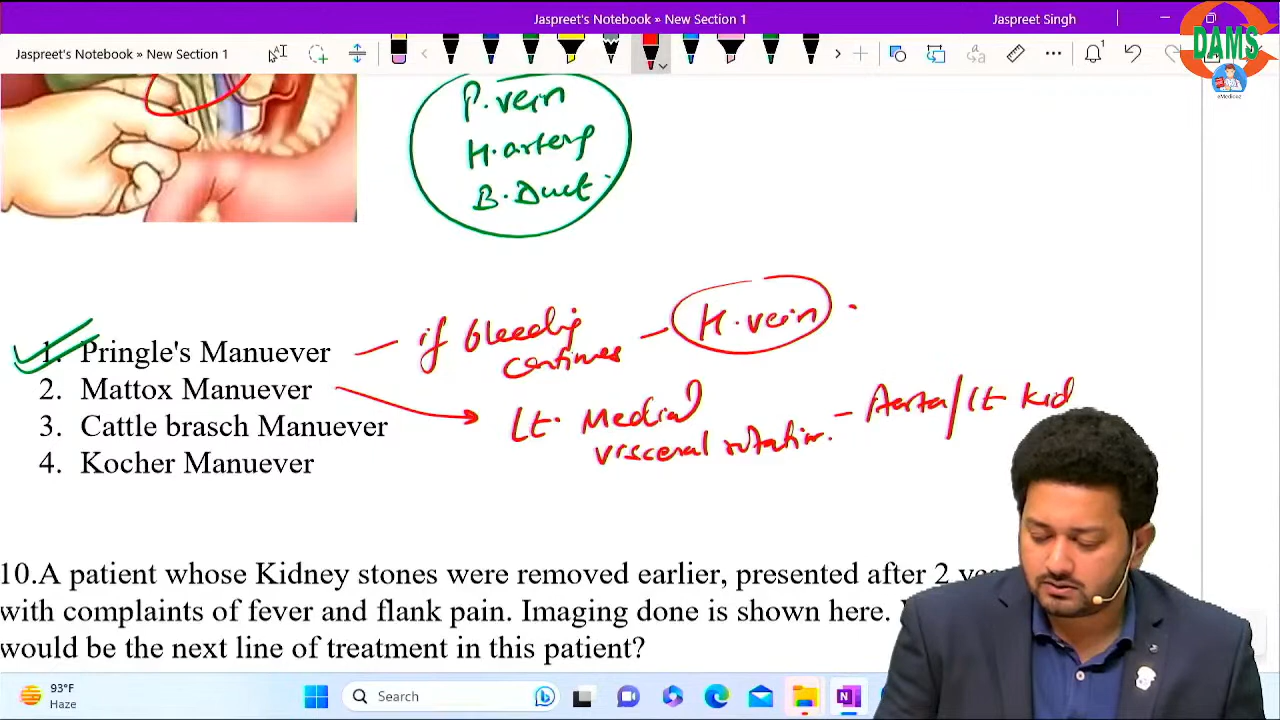 Jaspreet's Notebook » New Section 1
Jaspreet Singh
Jaspreet's Notebook » New Section 1
DAMS
eMedicoz
P. vein
H. artery
B. Duct
1. Pringle's Manuever
if bleeding
continues
H. vein
2. Mattox Manuever
Lt. Medial
visceral rotation.
Aorta/Lt Kid
3. Cattle brasch Manuever
4. Kocher Manuever
10.A patient whose Kidney stones were removed earlier, presented after 2
with complaints of fever and flank pain. Imaging done is shown here.
would be the next line of treatment in this patient?
93°F
Haze
Search